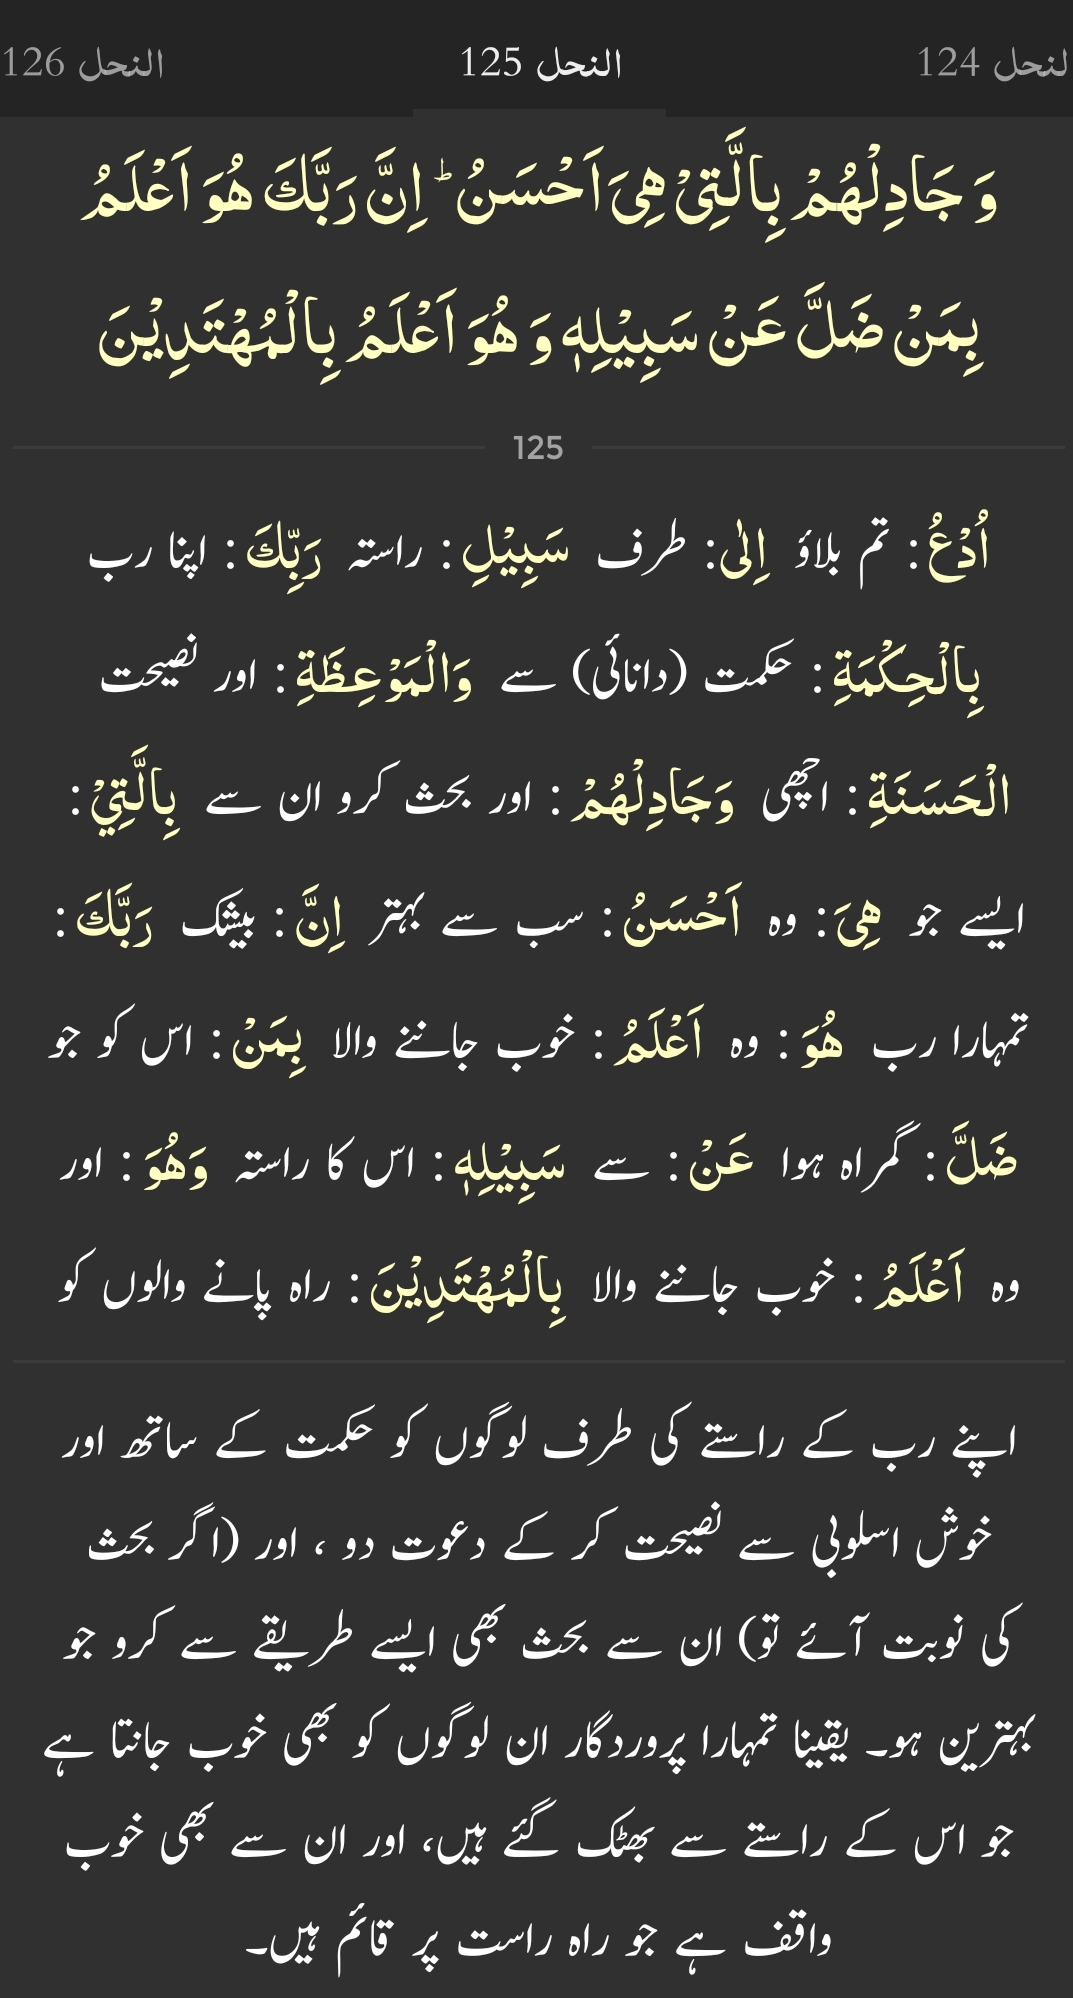 لنحل 124 النحل 125 النحل 126
وَ جَادِلْهُمْ بِالَّتِیْ هِیَ اَحْسَنُ ؕ اِنَّ رَبَّكَ هُوَ اَعْلَمُ
بِمَنْ ضَلَّ عَنْ سَبِیْلِهٖ وَ هُوَ اَعْلَمُ بِالْمُهْتَدِیْنَ
125
اُدْعُ : تم بلاؤ اِلٰى : طرف سَبِيْلِ : راستہ رَبِّكَ : اپنا رب
بِالْحِكْمَةِ : حکمت (دانائی) سے وَالْمَوْعِظَةِ : اور نصیحت
الْحَسَنَةِ : اچھی وَجَادِلْهُمْ : اور بحث کرو ان سے بِالَّتِيْ :
ایسے جو هِىَ : وہ اَحْسَنُ : سب سے بہتر اِنَّ : بیشک رَبَّكَ :
تمہارا رب هُوَ : وہ اَعْلَمُ : خوب جاننے والا بِمَنْ : اس کو جو
ضَلَّ : گمراہ ہوا عَنْ : سے سَبِيْلِهٖ : اس کا راستہ وَهُوَ : اور
وہ اَعْلَمُ : خوب جاننے والا بِالْمُهْتَدِيْنَ : راہ پانے والوں کو
اپنے رب کے راستے کی طرف لوگوں کو حکمت کے ساتھ اور
خوش اسلوبی سے نصیحت کر کے دعوت دو ، اور (اگر بحث
کی نوبت آئے تو) ان سے بحث بھی ایسے طریقے سے کرو جو
بہترین ہو۔ یقینا تمہارا پروردگار ان لوگوں کو بھی خوب جانتا ہے
جو اس کے راستے سے بھٹک گئے ہیں، اور ان سے بھی خوب
واقف ہے جو راہ راست پر قائم ہیں۔